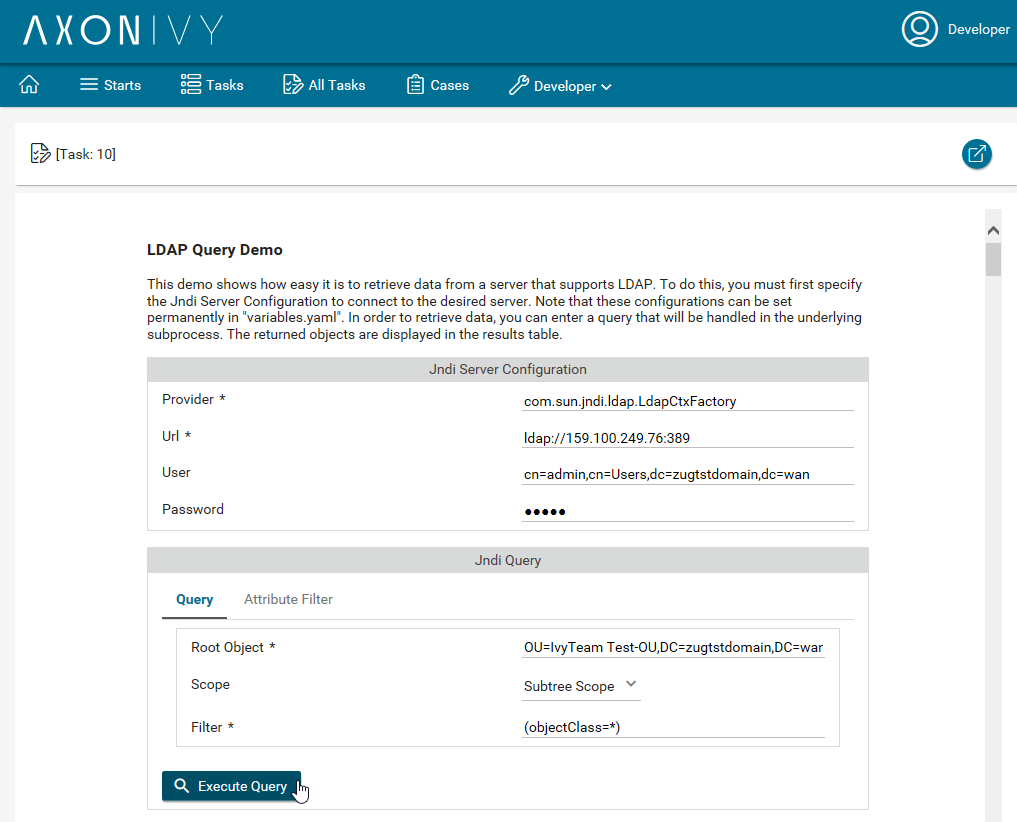 AXONIVY
Developer
Starts
Tasks
All Tasks
Cases
Developer
[Task: 10]
LDAP Query Demo
This demo shows how easy it is to retrieve data from a server that supports LDAP. To do this, you must first specify
the Jndi Server Configuration to connect to the desired server. Note that these configurations can be set
permanently in "variables.yaml". In order to retrieve data, you can enter a query that will be handled in the underlying
subprocess. The returned objects are displayed in the results table.
Jndi Server Configuration
Provider * com.sun.jndi.ldap.LdapCtxFactory
Url * ldap://159.100.249.76:389
User cn=admin,cn=Users,dc=zugtstdomain,dc=wan
Password ●●●●●
Jndi Query
Query Attribute Filter
Root Object * OU=IvyTeam Test-OU,DC=zugtstdomain,DC=wan
Scope Subtree Scope
Filter * (objectClass=*)
Execute Query